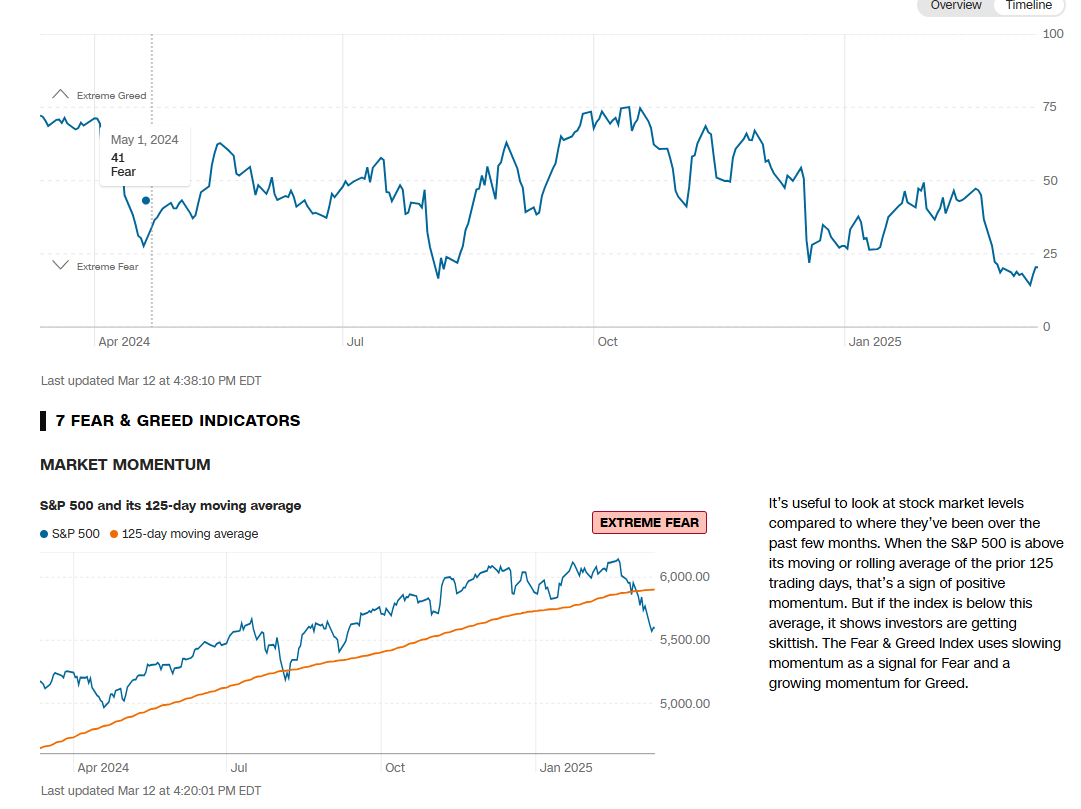 Overview Timeline
100
Extreme Greed
75
May 1, 2024
41
Fear
50
25
Extreme Fear
0
Apr 2024 Jul Oct Jan 2025
Last updated Mar 12 at 4:38:10 PM EDT
7 FEAR & GREED INDICATORS
MARKET MOMENTUM
S&P 500 and its 125-day moving average
S&P 500 125-day moving average
EXTREME FEAR
6,000.00
5,500.00
5,000.00
Apr 2024 Jul Oct Jan 2025
Last updated Mar 12 at 4:20:01 PM EDT
It's useful to look at stock market levels
compared to where they've been over the
past few months. When the S&P 500 is above
its moving or rolling average of the prior 125
trading days, that's a sign of positive
momentum. But if the index is below this
average, it shows investors are getting
skittish. The Fear & Greed Index uses slowing
momentum as a signal for Fear and a
growing momentum for Greed.